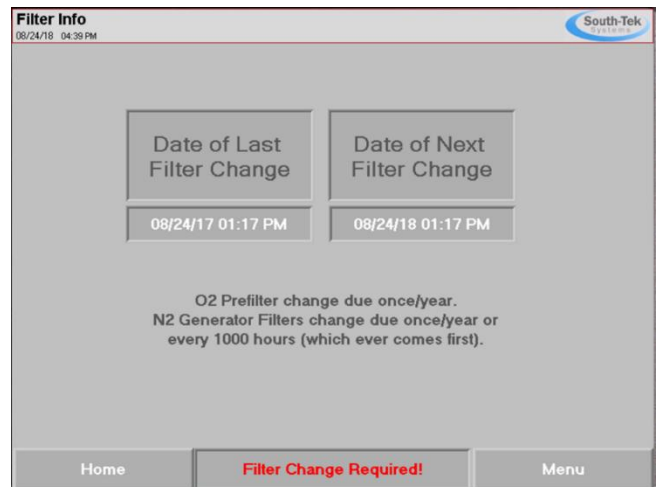 Filter Info
08/24/18 04:39 PM
South-Tek
Systems
Date of Last
Filter Change
Date of Next
Filter Change
08/24/17 01:17 PM
08/24/18 01:17 PM
O2 Prefilter change due once/year.
N2 Generator Filters change due once/year or
every 1000 hours (which ever comes first).
Home
Filter Change Required!
Menu